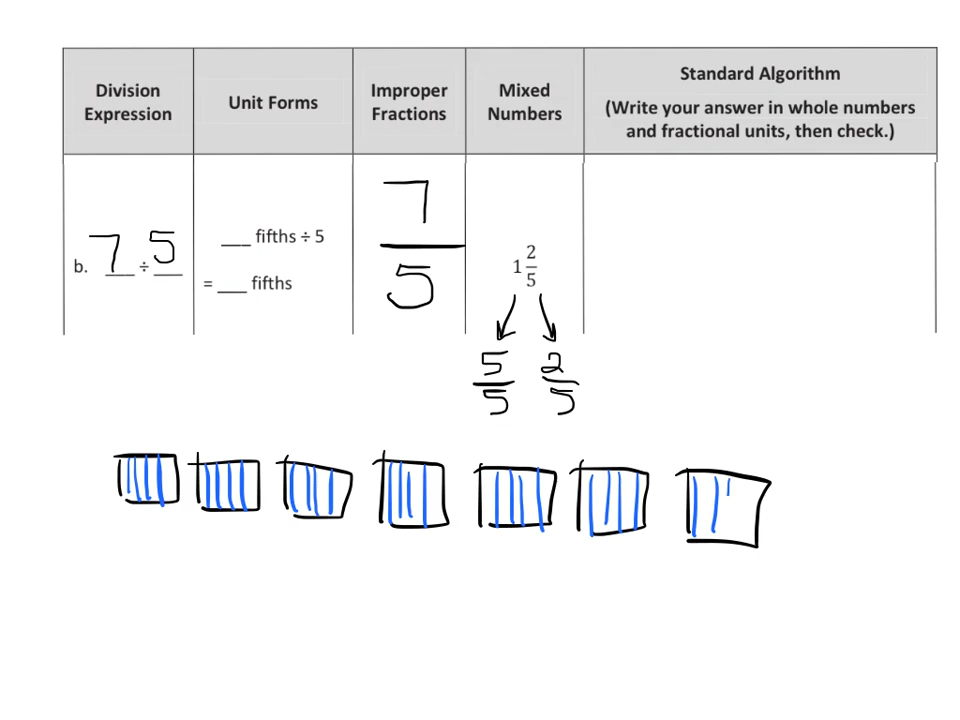 Division Expression
Unit Forms
Improper Fractions
Mixed Numbers
Standard Algorithm
(Write your answer in whole numbers
and fractional units, then check.)
b. 7 ÷ 5
___ fifths ÷ 5
= ___ fifths
7/5
1 2/5
5/5 2/5